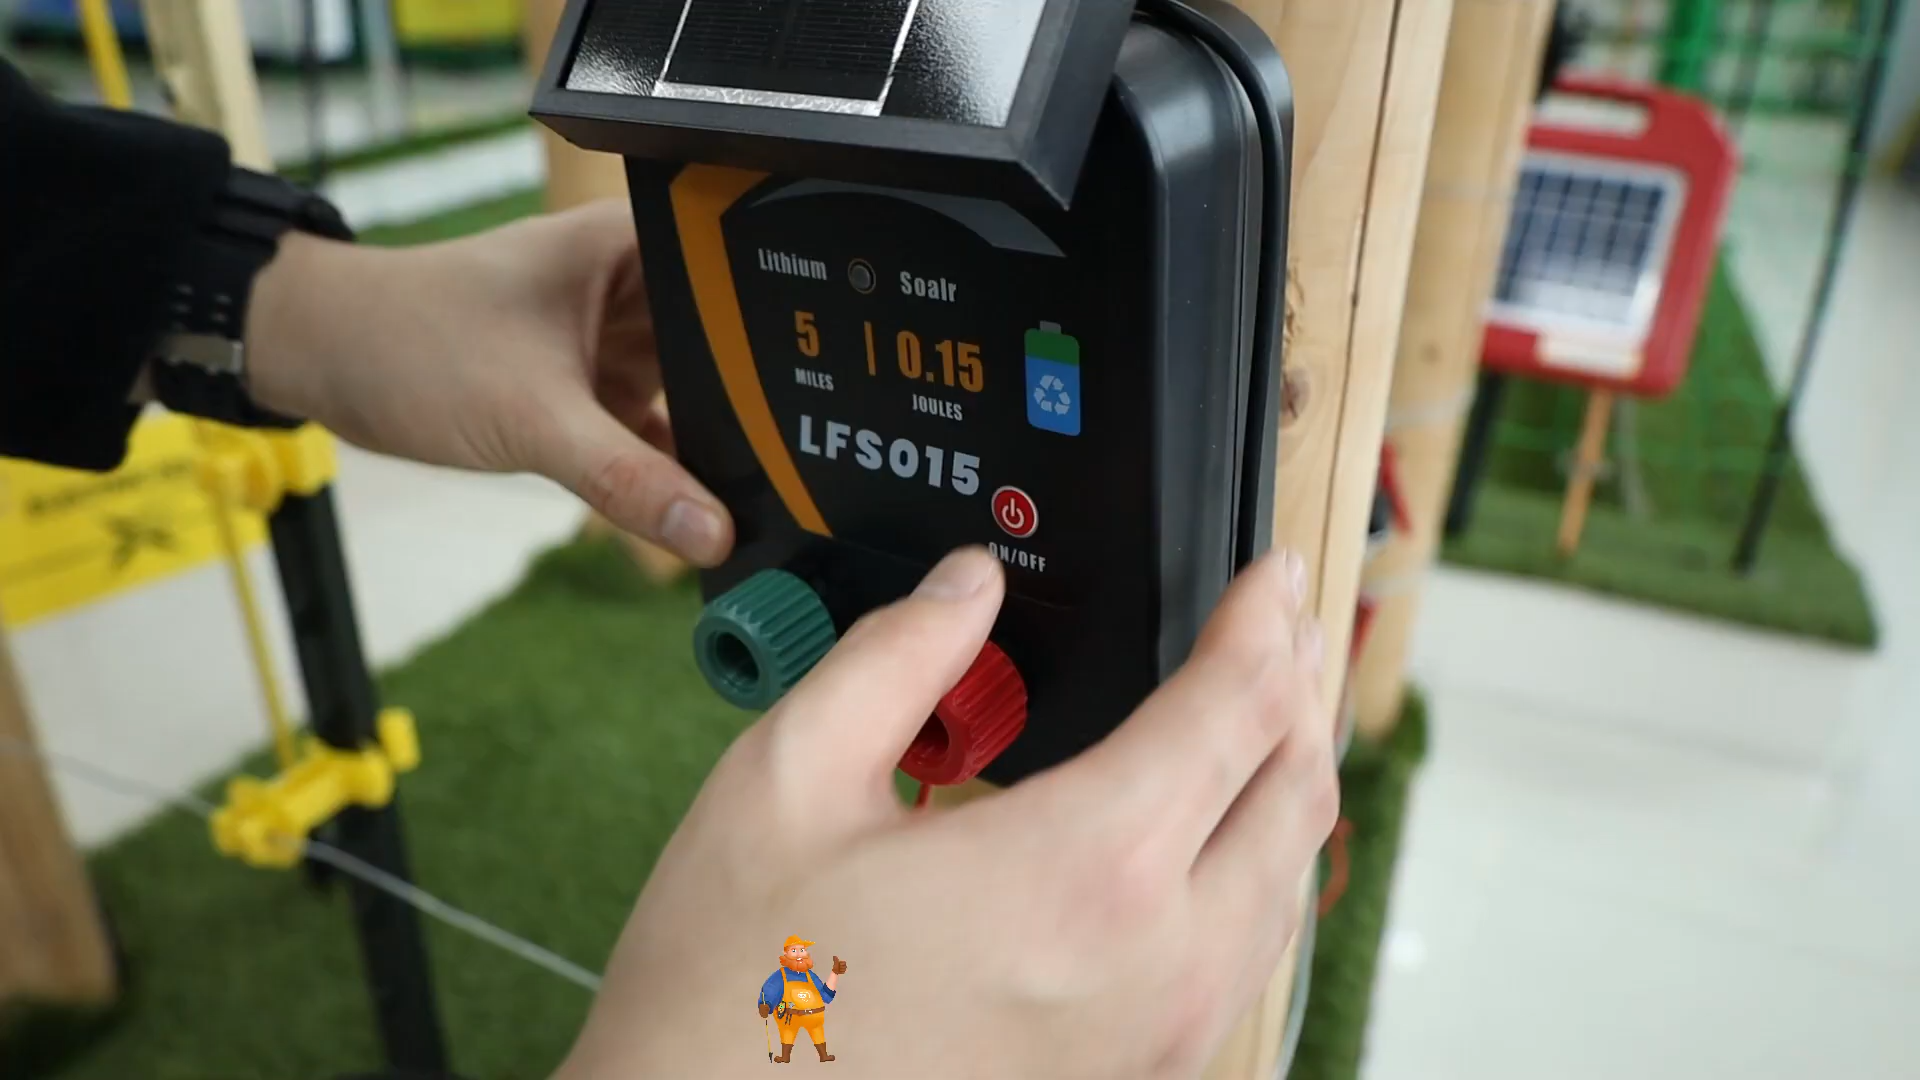 Lithium Soalr
5 | 0.15
MILES JOULES
LFS015
ON/OFF